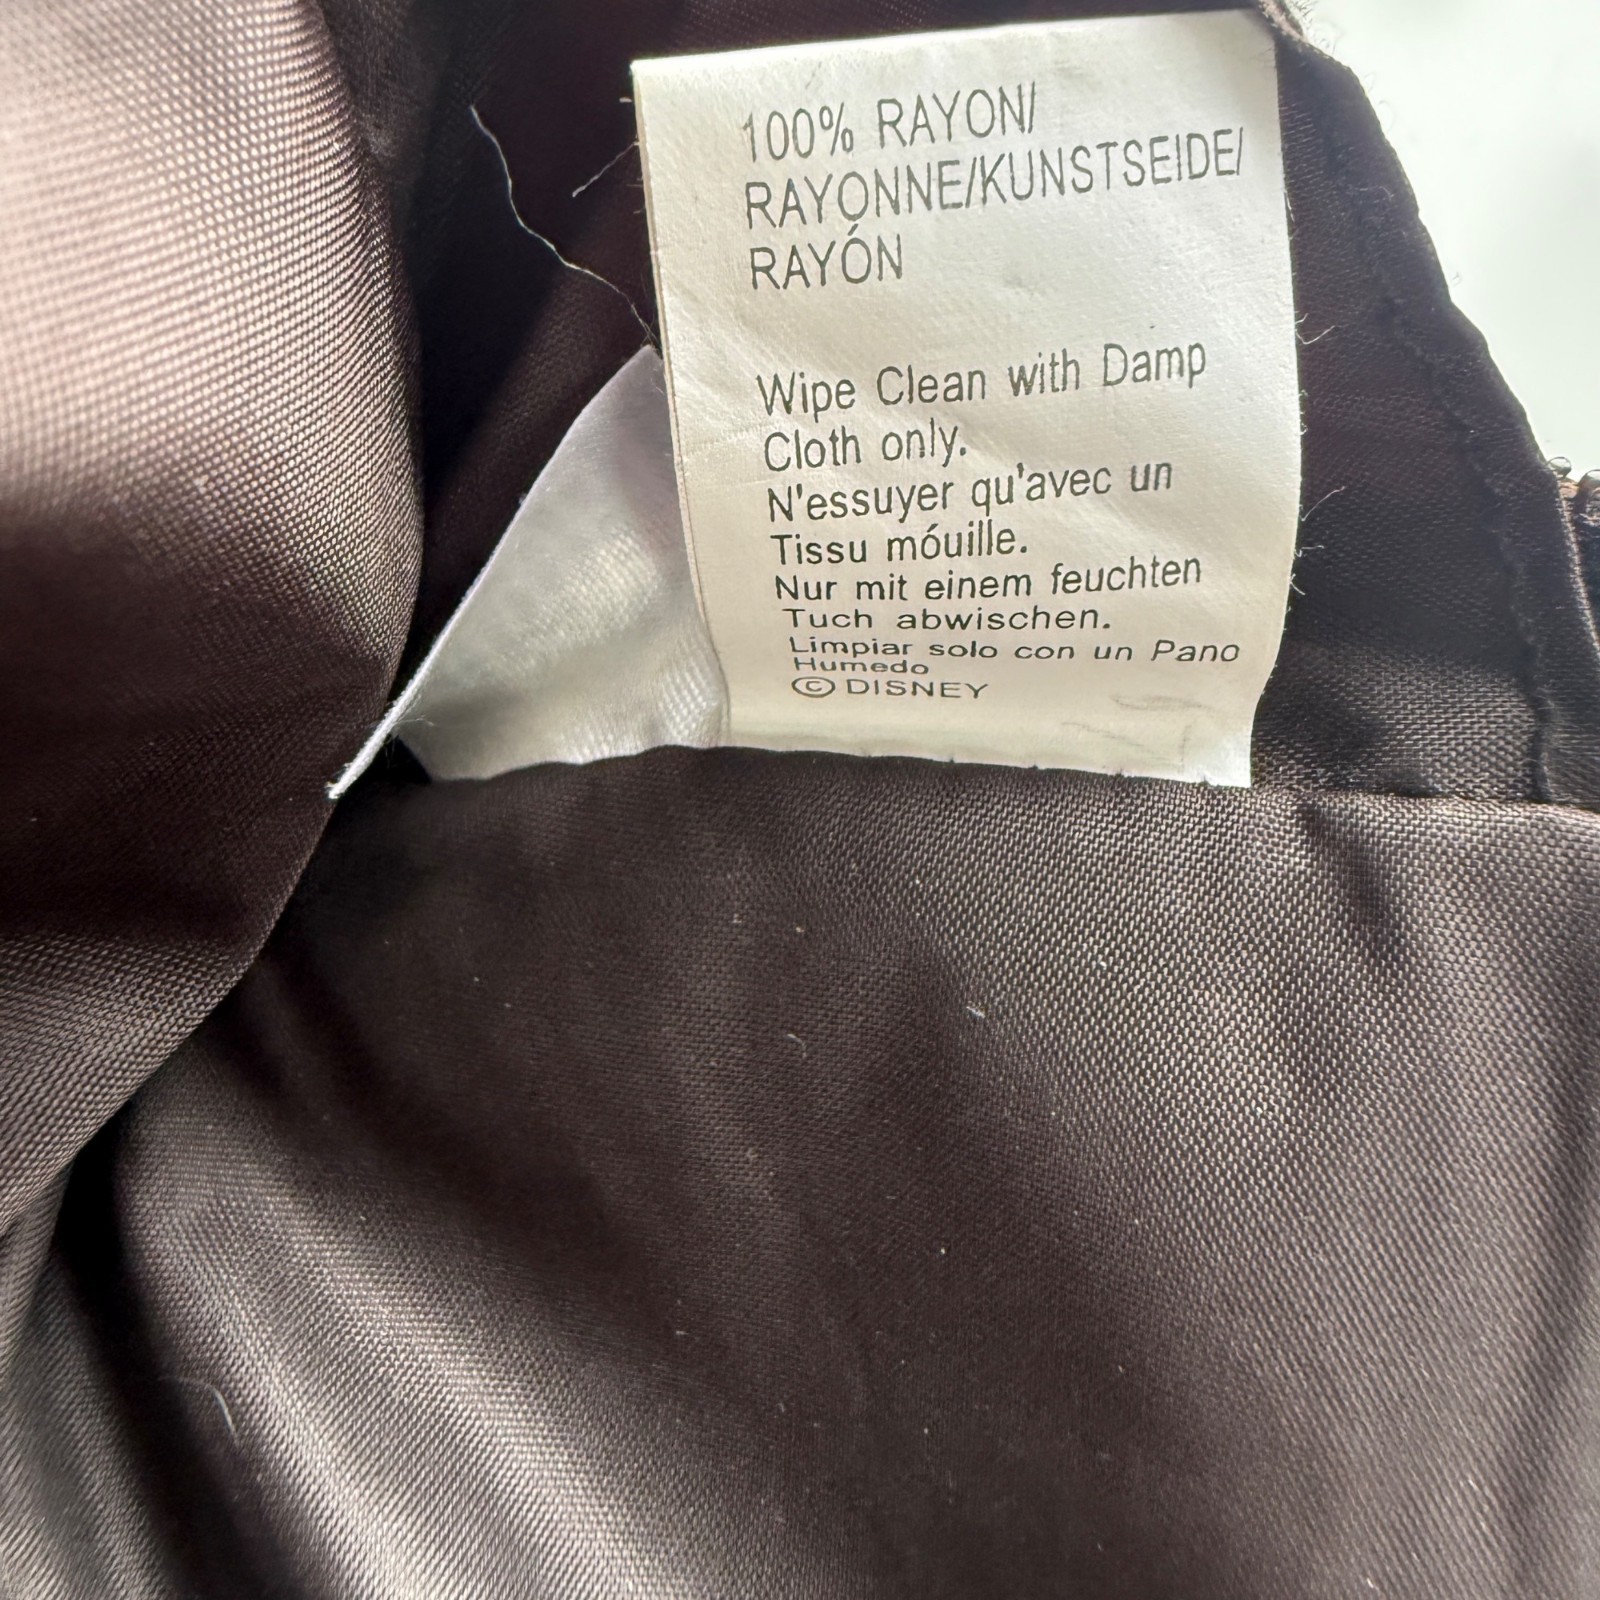 100% RAYON/
RAYONNE/KUNSTSEIDE/
RAYÓN
Wipe Clean with Damp
Cloth only.
N'essuyer qu'avec un
Tissu móuille.
Nur mit einem feuchten
Tuch abwischen.
Limpiar solo con un Pano
Humedo
© DISNEY